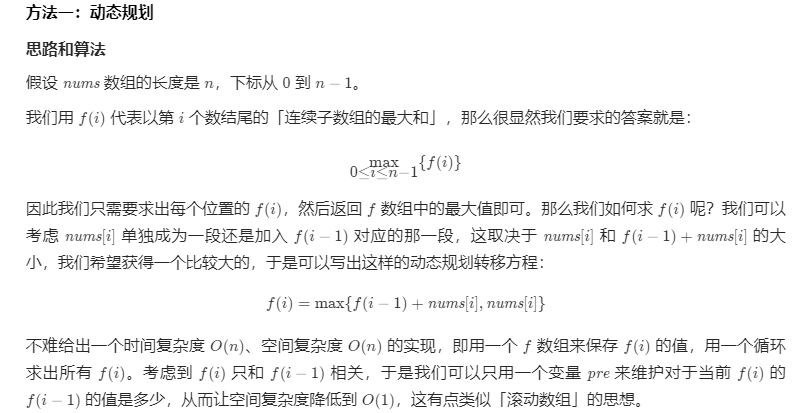 方法一：动态规划
思路和算法
假设 nums 数组的长度是 n，下标从 0 到 n − 1。
我们用 f(i) 代表以第 i 个数结尾的「连续子数组的最大和」，那么很显然我们要求的答案就是：
max{f(i)}
0≤i≤n−1
因此我们只需要求出每个位置的 f(i)，然后返回 f 数组中的最大值即可。那么我们如何求 f(i) 呢？我们可以
考虑 nums[i] 单独成为一段还是加入 f(i − 1) 对应的那一段，这取决于 nums[i] 和 f(i − 1) + nums[i] 的大
小，我们希望获得一个比较大的，于是可以写出这样的动态规划转移方程：
f(i) = max{f(i − 1) + nums[i], nums[i]}
不难给出一个时间复杂度 O(n)、空间复杂度 O(n) 的实现，即用一个 f 数组来保存 f(i) 的值，用一个循环
求出所有 f(i)。考虑到 f(i) 只和 f(i − 1) 相关，于是我们可以只用一个变量 pre 来维护对于当前 f(i) 的
f(i − 1) 的值是多少，从而让空间复杂度降低到 O(1)，这有点类似「滚动数组」的思想。